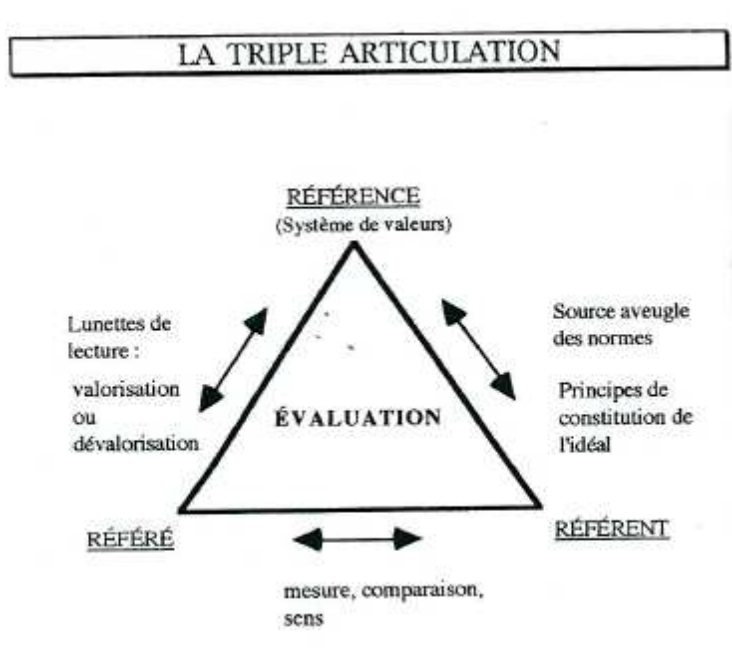 LA TRIPLE ARTICULATION
RÉFÉRENCE
(Système de valeurs)
Lunettes de
lecture :
valorisation
ou
dévalorisation
Source aveugle
des normes
Principes de
constitution de
l'idéal
ÉVALUATION
RÉFÉRÉ
RÉFÉRENT
mesure, comparaison,
sens